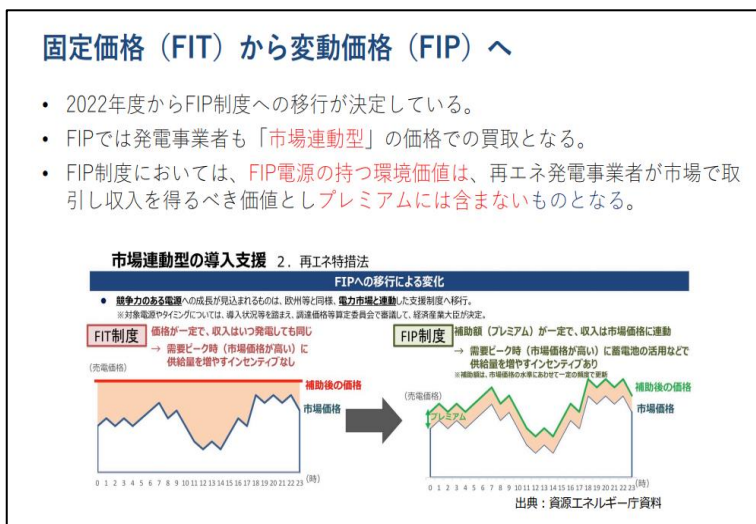 固定価格（FIT）から変動価格（FIP）へ
• 2022年度からFIP制度への移行が決定している。
• FIPでは発電事業者も「市場連動型」の価格での買取となる。
• FIP制度においては、FIP電源の持つ環境価値は、再エネ発電事業者が市場で取
引し収入を得るべき価値としプレミアムには含まないものとなる。
市場連動型の導入支援 2．再エネ特措法
FIPへの移行による変化
● 競争力のある電源への成長が見込まれるものは、欧州等と同様、電力市場と連動した支援制度へ移行。
※対象電源やタイミングについては、導入状況等を踏まえ、調達価格等算定委員会で審議して、経済産業大臣が決定。
FIT制度
価格が一定で、収入はいつ発電しても同じ
→ 需要ピーク時（市場価格が高い）に
供給量を増やすインセンティブなし
（売電価格）
補助後の価格
市場価格
0 1 2 3 4 5 6 7 8 9 10 11 12 13 14 15 16 17 18 19 20 21 22 23 （時）
FIP制度
補助額（プレミアム）が一定で、収入は市場価格に連動
→ 需要ピーク時（市場価格が高い）に蓄電池の活用などで
供給量を増やすインセンティブあり
※補助額は、市場価格の水準にあわせて一定の頻度で更新
（売電価格）
プレミアム
補助後の価格
市場価格
0 1 2 3 4 5 6 7 8 9 10 11 12 13 14 15 16 17 18 19 20 21 22 23 （時）
出典：資源エネルギー庁資料